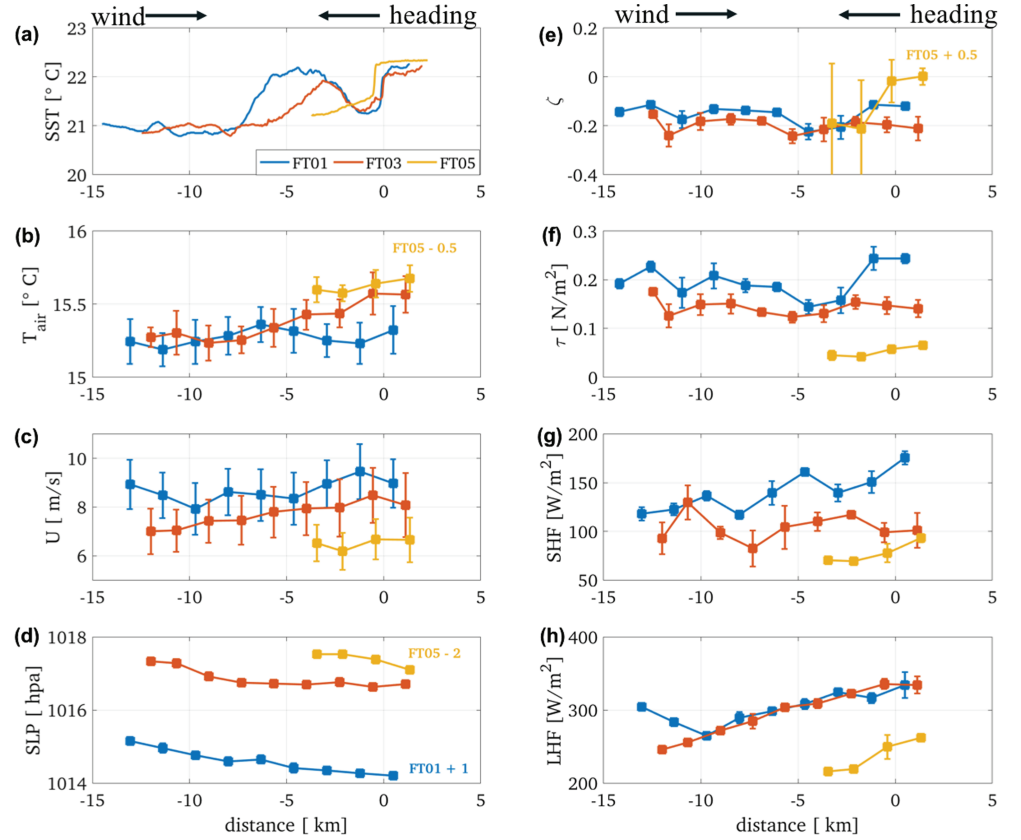 wind heading
wind heading
(a)
SST [° C]
23
22
21
20
FT01 FT03 FT05
-15 -10 -5 0 5
(b)
T air [° C]
16
15.5
15
FT05 - 0.5
-15 -10 -5 0 5
(c)
U [ m/s]
10
8
6
-15 -10 -5 0 5
(d)
SLP [ hpa]
1018
1016
1014
FT05 - 2
FT01 + 1
-15 -10 -5 0 5
distance [ km]
(e)
ζ
0.2
0
-0.2
-0.4
FT05 + 0.5
-15 -10 -5 0 5
(f)
τ [ N/m²]
0.3
0.2
0.1
0
-15 -10 -5 0 5
(g)
SHF [W/m²]
200
150
100
50
-15 -10 -5 0 5
(h)
LHF [W/m²]
400
300
200
-15 -10 -5 0 5
distance [ km]